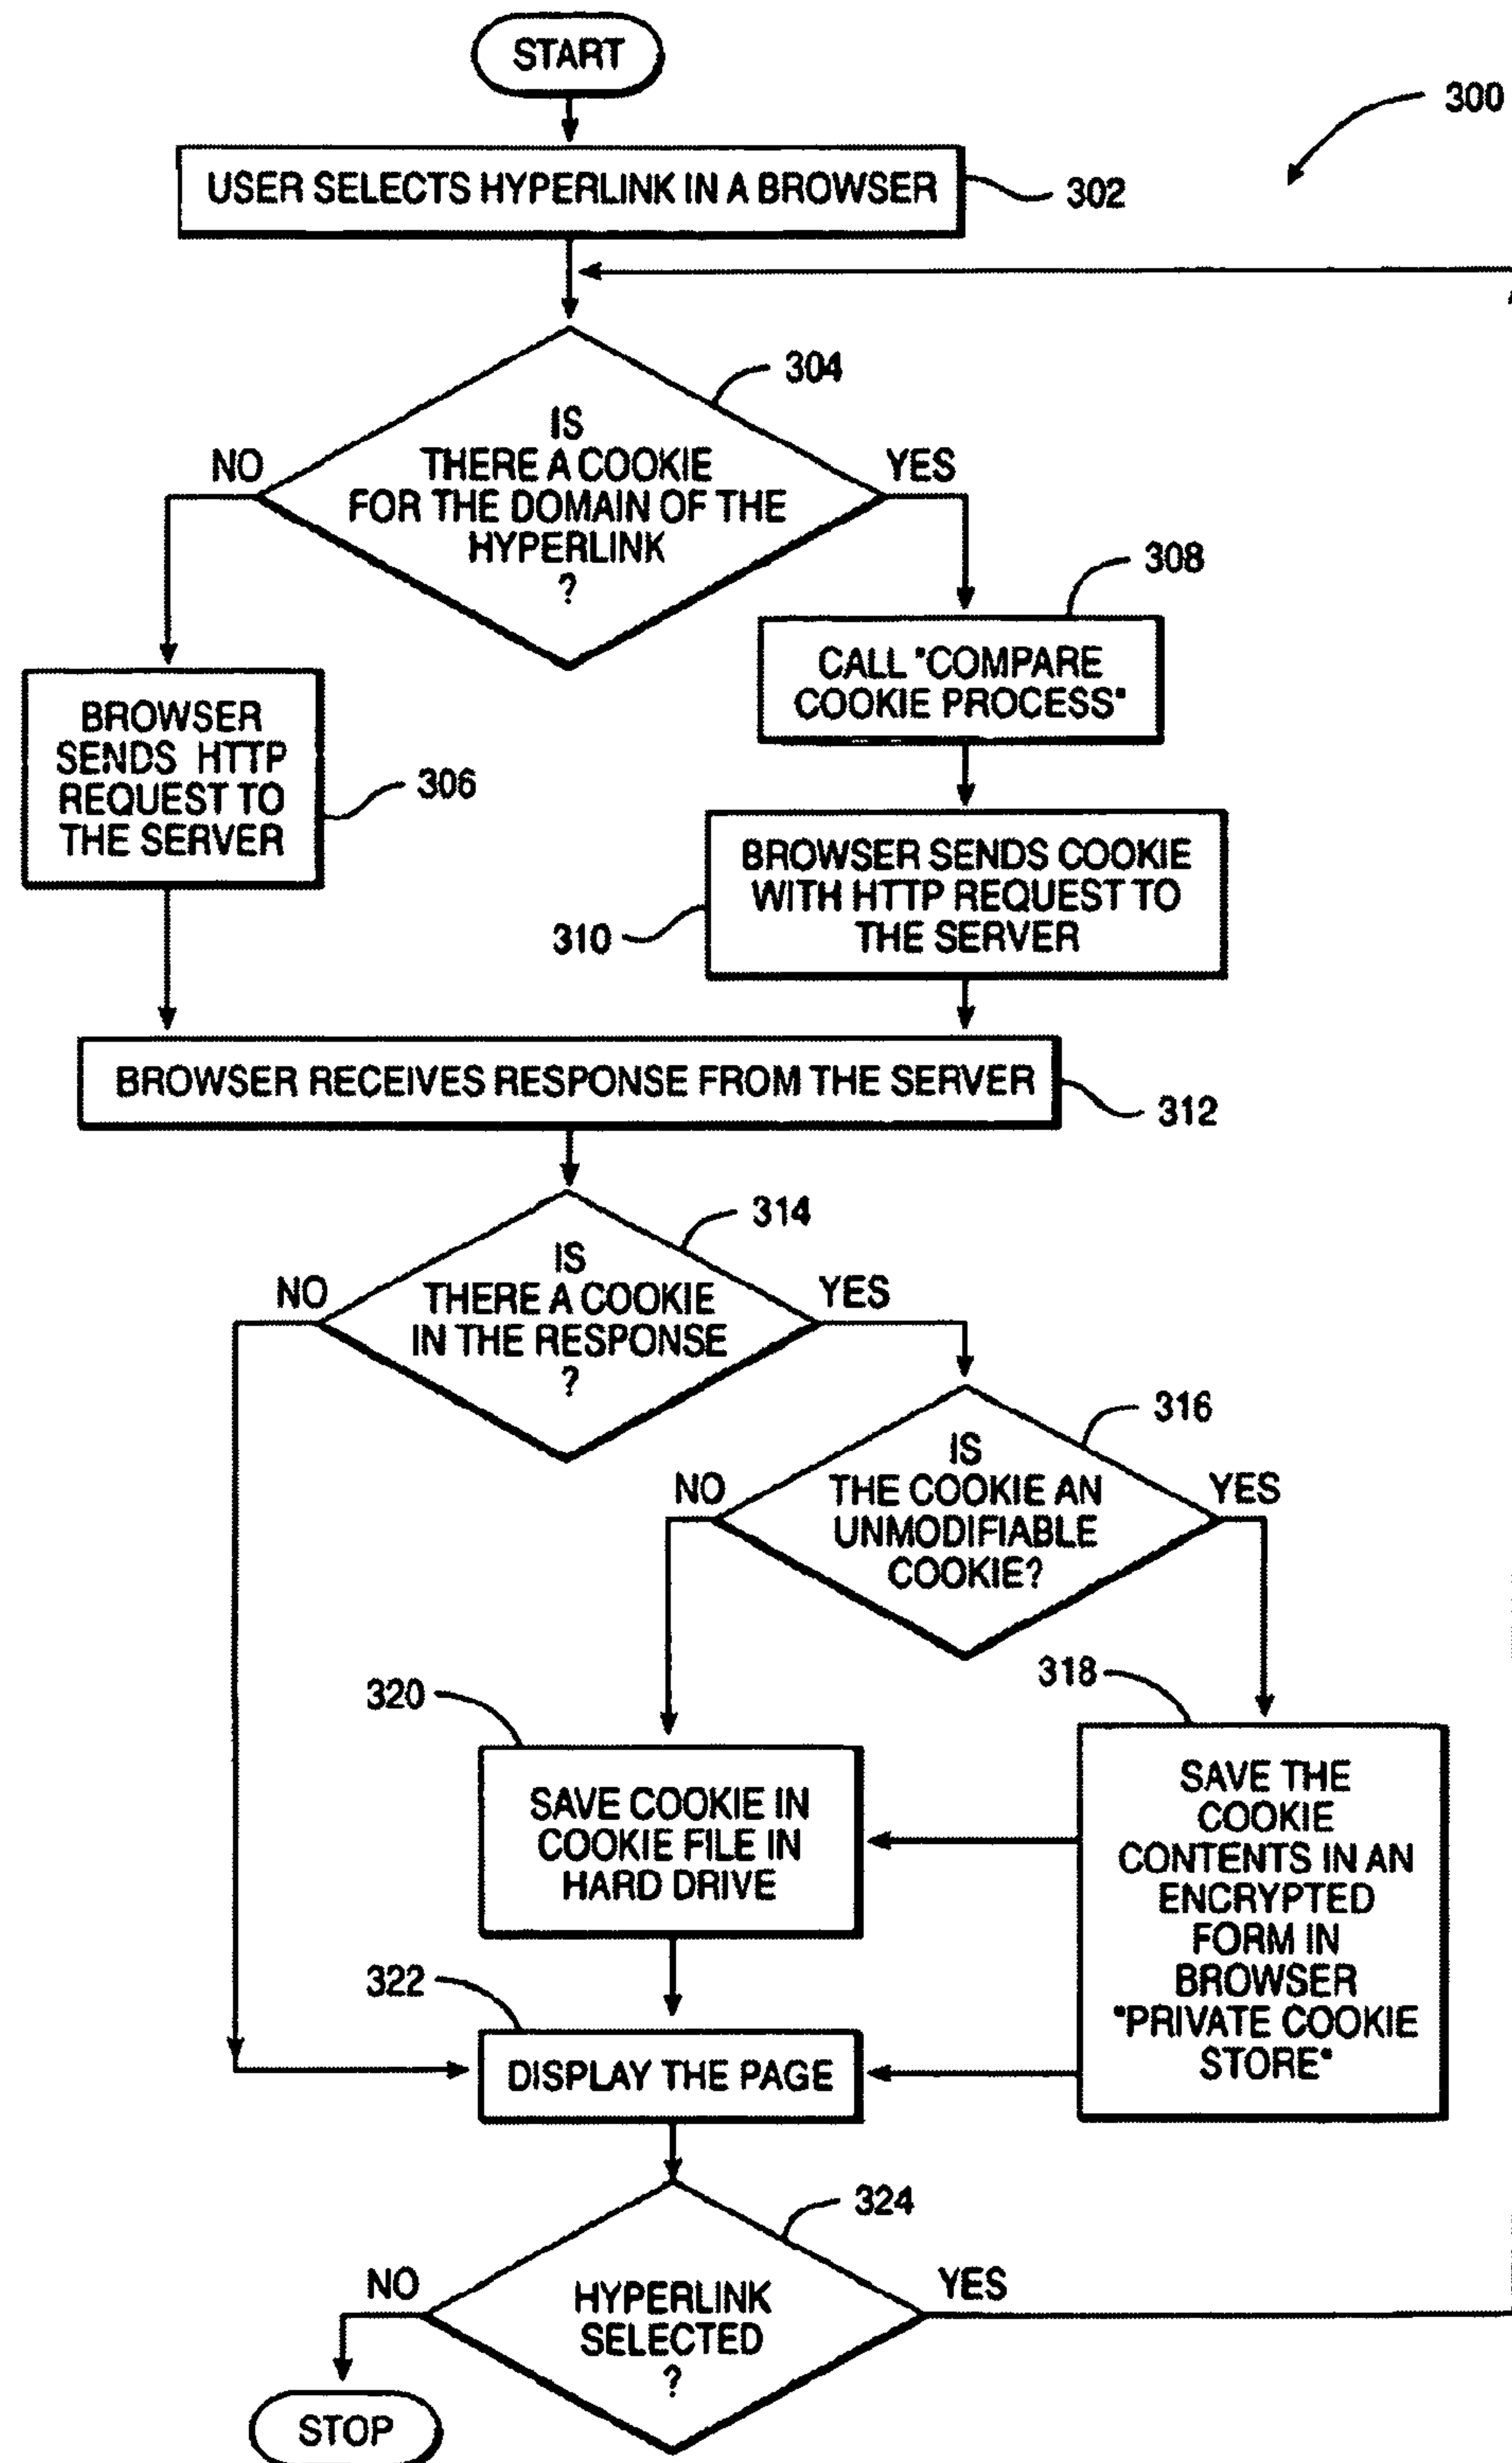 START
300
USER SELECTS HYPERLINK IN A BROWSER
302
304
IS
THERE A COOKIE
FOR THE DOMAIN OF THE
HYPERLINK
?
NO
YES
308
CALL "COMPARE
COOKIE PROCESS"
BROWSER
SENDS HTTP
REQUEST TO
THE SERVER
306
BROWSER SENDS COOKIE
WITH HTTP REQUEST TO
THE SERVER
310
BROWSER RECEIVES RESPONSE FROM THE SERVER
312
314
IS
THERE A COOKIE
IN THE RESPONSE
?
NO
YES
316
IS
THE COOKIE AN
UNMODIFIABLE
COOKIE?
NO
YES
318
320
SAVE COOKIE IN
COOKIE FILE IN
HARD DRIVE
SAVE THE
COOKIE
CONTENTS IN AN
ENCRYPTED
FORM IN
BROWSER
"PRIVATE COOKIE
STORE"
322
DISPLAY THE PAGE
324
HYPERLINK
SELECTED
?
NO
YES
STOP